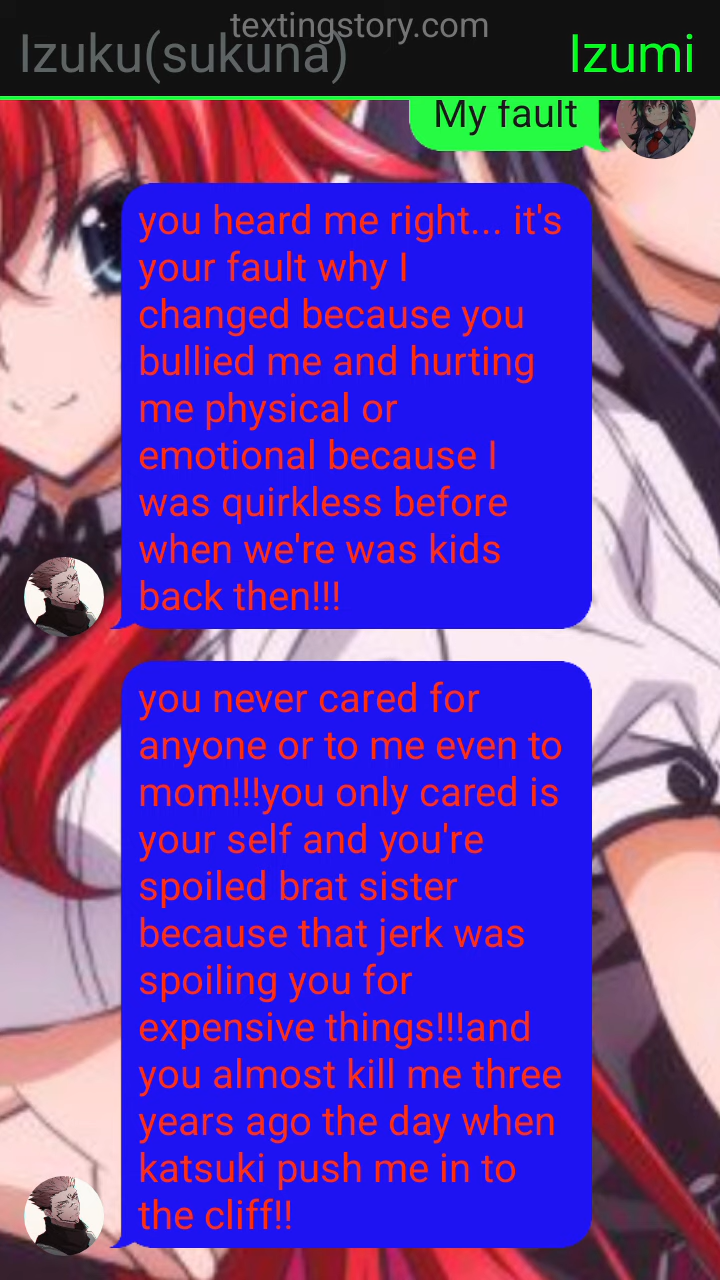 textingstory.com
Izuku(sukuna)
Izumi
My fault
you heard me right... it's
your fault why I
changed because you
bullied me and hurting
me physical or
emotional because I
was quirkless before
when we're was kids
back then!!!
you never cared for
anyone or to me even to
mom!!!you only cared is
your self and you're
spoiled brat sister
because that jerk was
spoiling you for
expensive things!!!and
you almost kill me three
years ago the day when
katsuki push me in to
the cliff!!